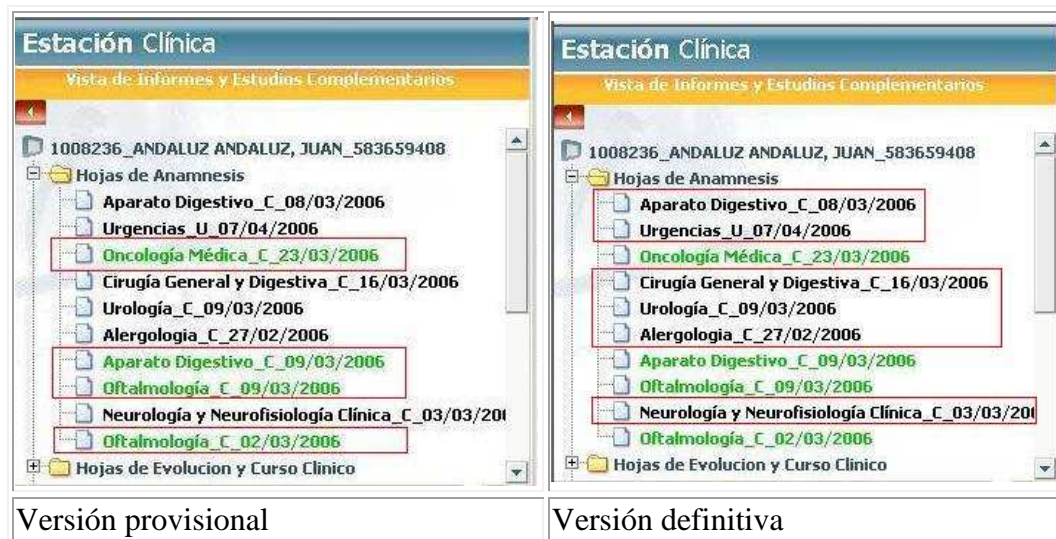 Estación Clínica
Vista de Informes y Estudios Complementarios
1008236_ANDALUZ ANDALUZ, JUAN_583659408
Hojas de Anamnesis
Aparato Digestivo_C_08/03/2006
Urgencias_U_07/04/2006
Oncología Médica_C_23/03/2006
Cirugía General y Digestiva_C_16/03/2006
Urología_C_09/03/2006
Alergologia_C_27/02/2006
Aparato Digestivo_C_09/03/2006
Oftalmología_C_09/03/2006
Neurología y Neurofisiología Clínica_C_03/03/200
Oftalmología_C_02/03/2006
Hojas de Evolucion y Curso Clinico
Versión provisional
Estación Clínica
Vista de Informes y Estudios Complementarios
1008236_ANDALUZ ANDALUZ, JUAN_583659408
Hojas de Anamnesis
Aparato Digestivo_C_08/03/2006
Urgencias_U_07/04/2006
Oncología Médica_C_23/03/2006
Cirugía General y Digestiva_C_16/03/2006
Urología_C_09/03/2006
Alergologia_C_27/02/2006
Aparato Digestivo_C_09/03/2006
Oftalmología_C_09/03/2006
Neurología y Neurofisiología Clínica_C_03/03/200
Oftalmología_C_02/03/2006
Hojas de Evolucion y Curso Clinico
Versión definitiva